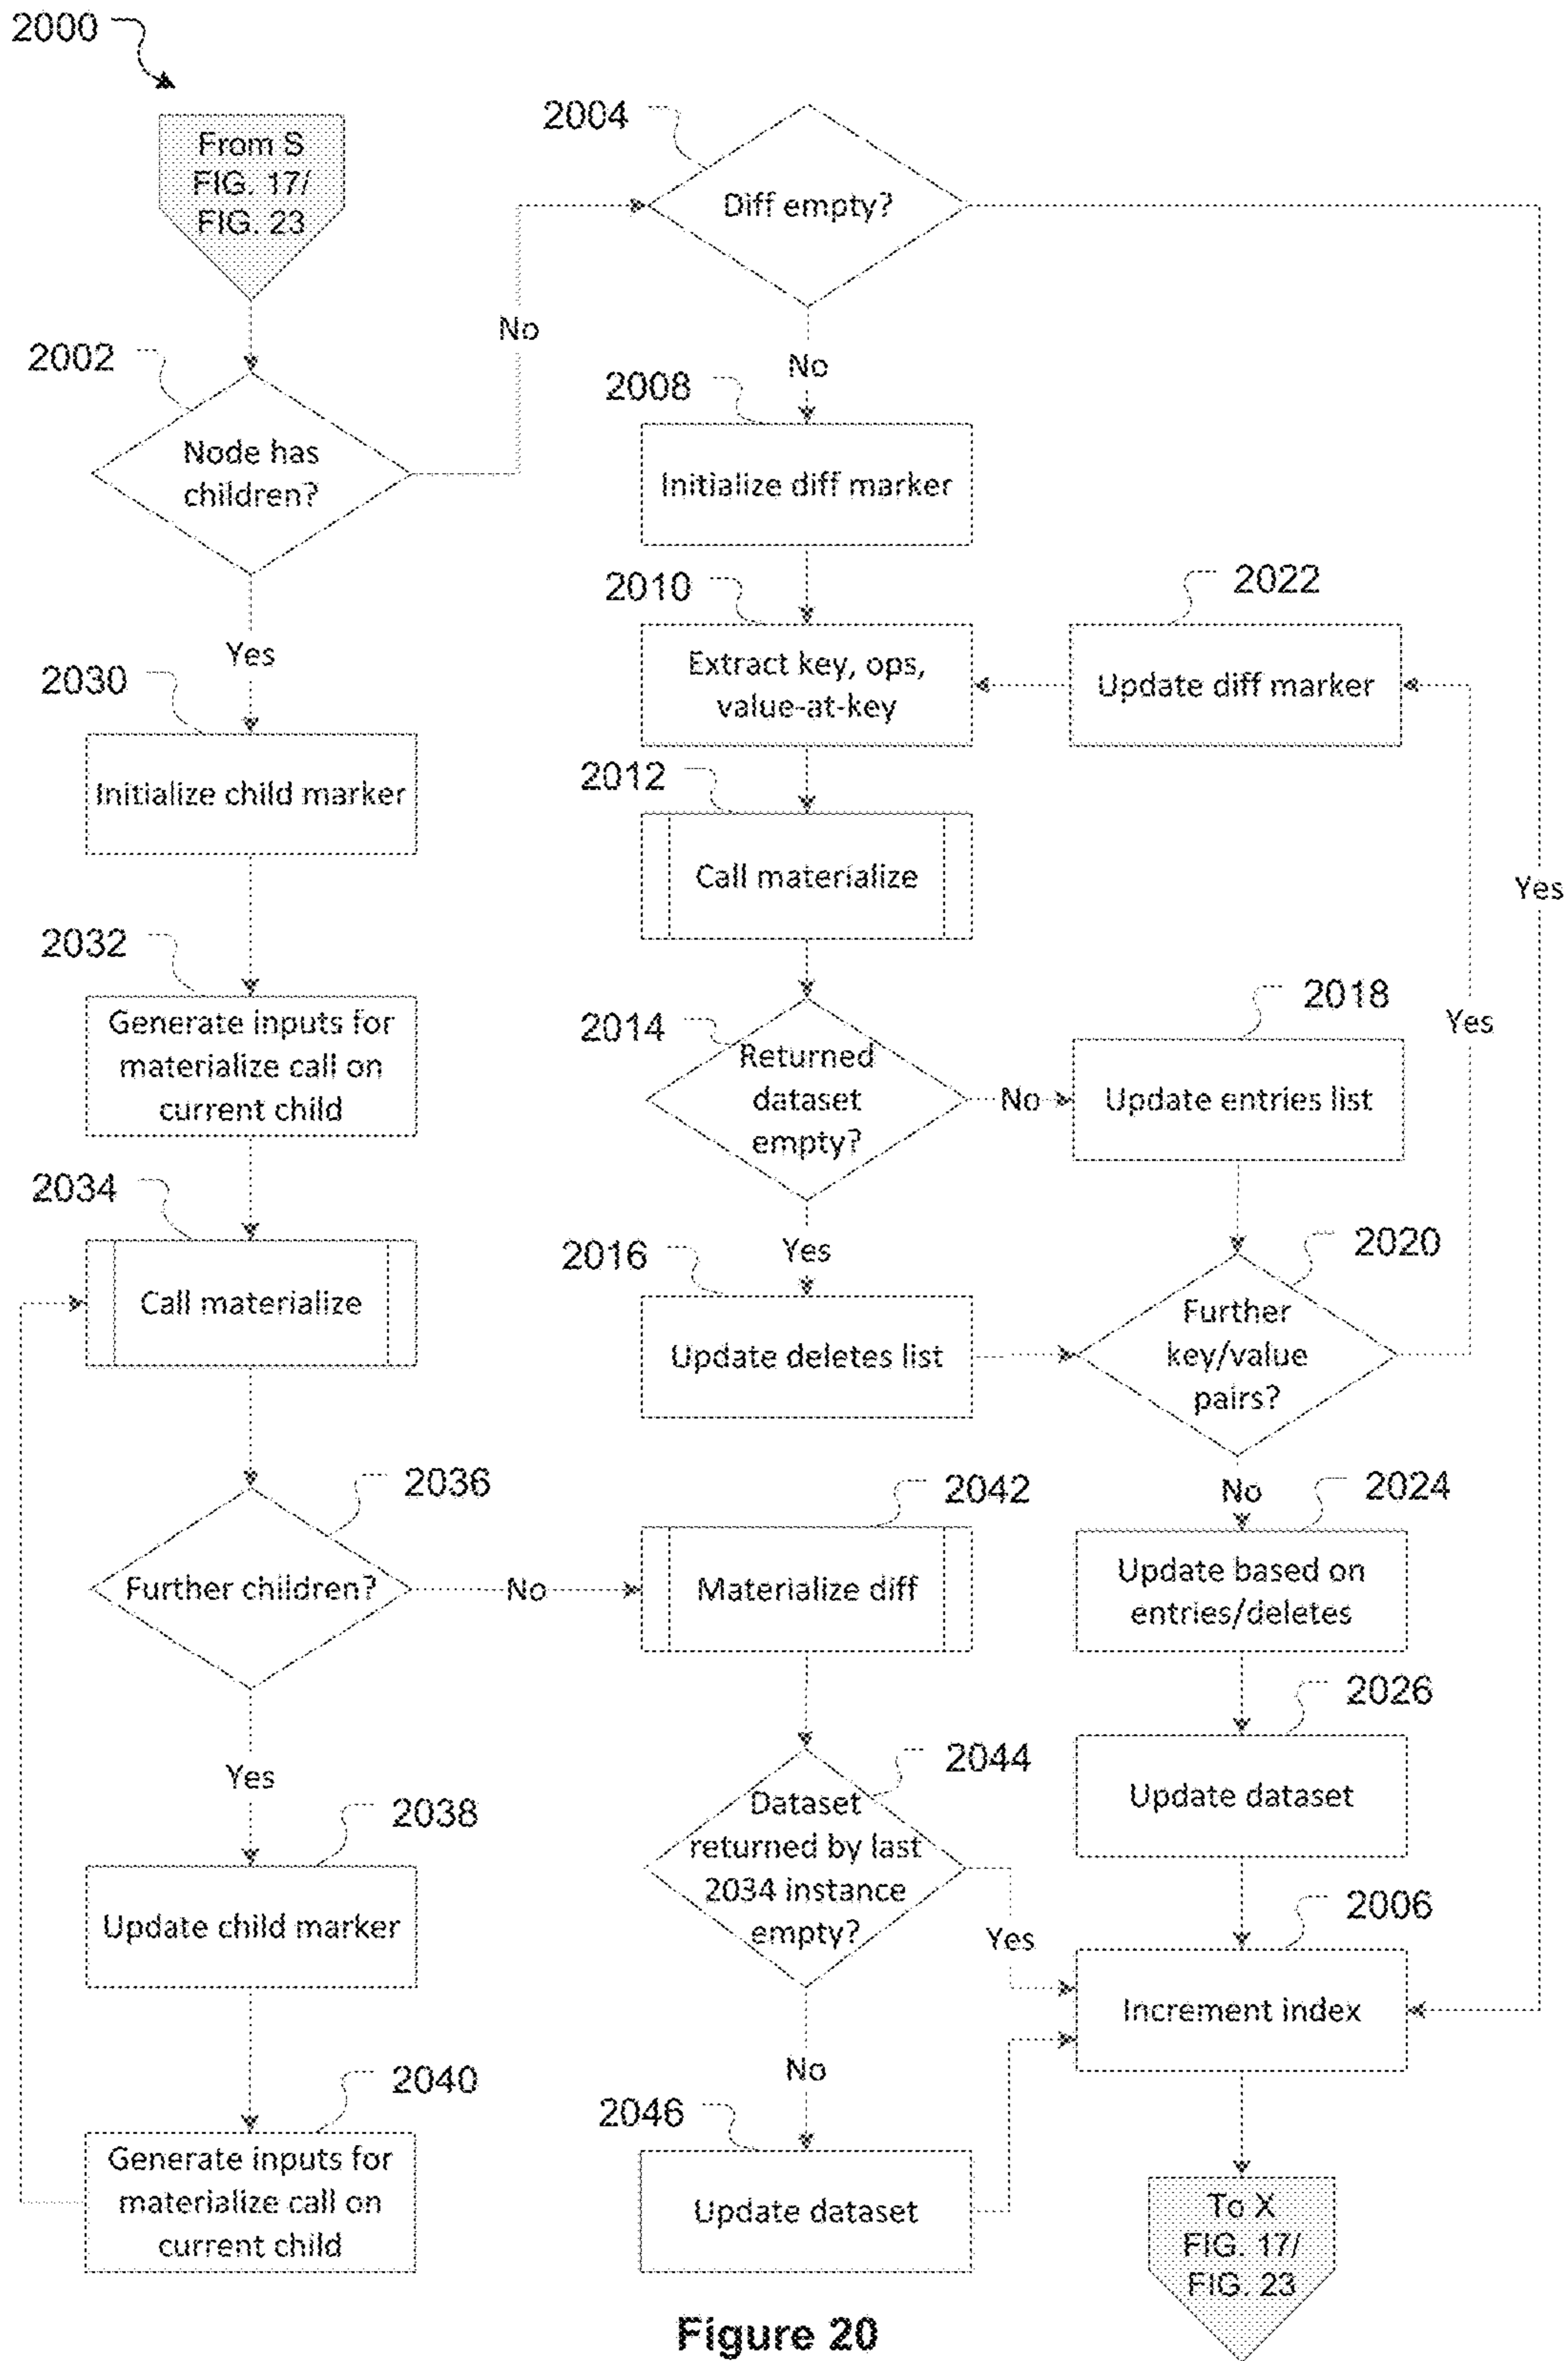 2000
From S
FIG. 17/
FIG. 23
2004
Diff empty?
No
2002
Node has
children?
No
2008
Initialize diff marker
Yes
2010
Extract key, ops,
value-at-key
2022
Update diff marker
2030
Initialize child marker
2012
Call materialize
Yes
2032
Generate inputs for
materialize call on
current child
2014
Returned
dataset
empty?
No
2018
Update entries list
Yes
2034
Call materialize
Yes
2016
Update deletes list
2020
Further
key/value
pairs?
No
2036
Further children?
No
2042
Materialize diff
2024
Update based on
entries/deletes
Yes
2044
Dataset
returned by last
2034 instance
empty?
Yes
2026
Update dataset
2038
Update child marker
No
2006
Increment index
2040
Generate inputs for
materialize call on
current child
2046
Update dataset
To X
FIG. 17/
FIG. 23
Figure 20